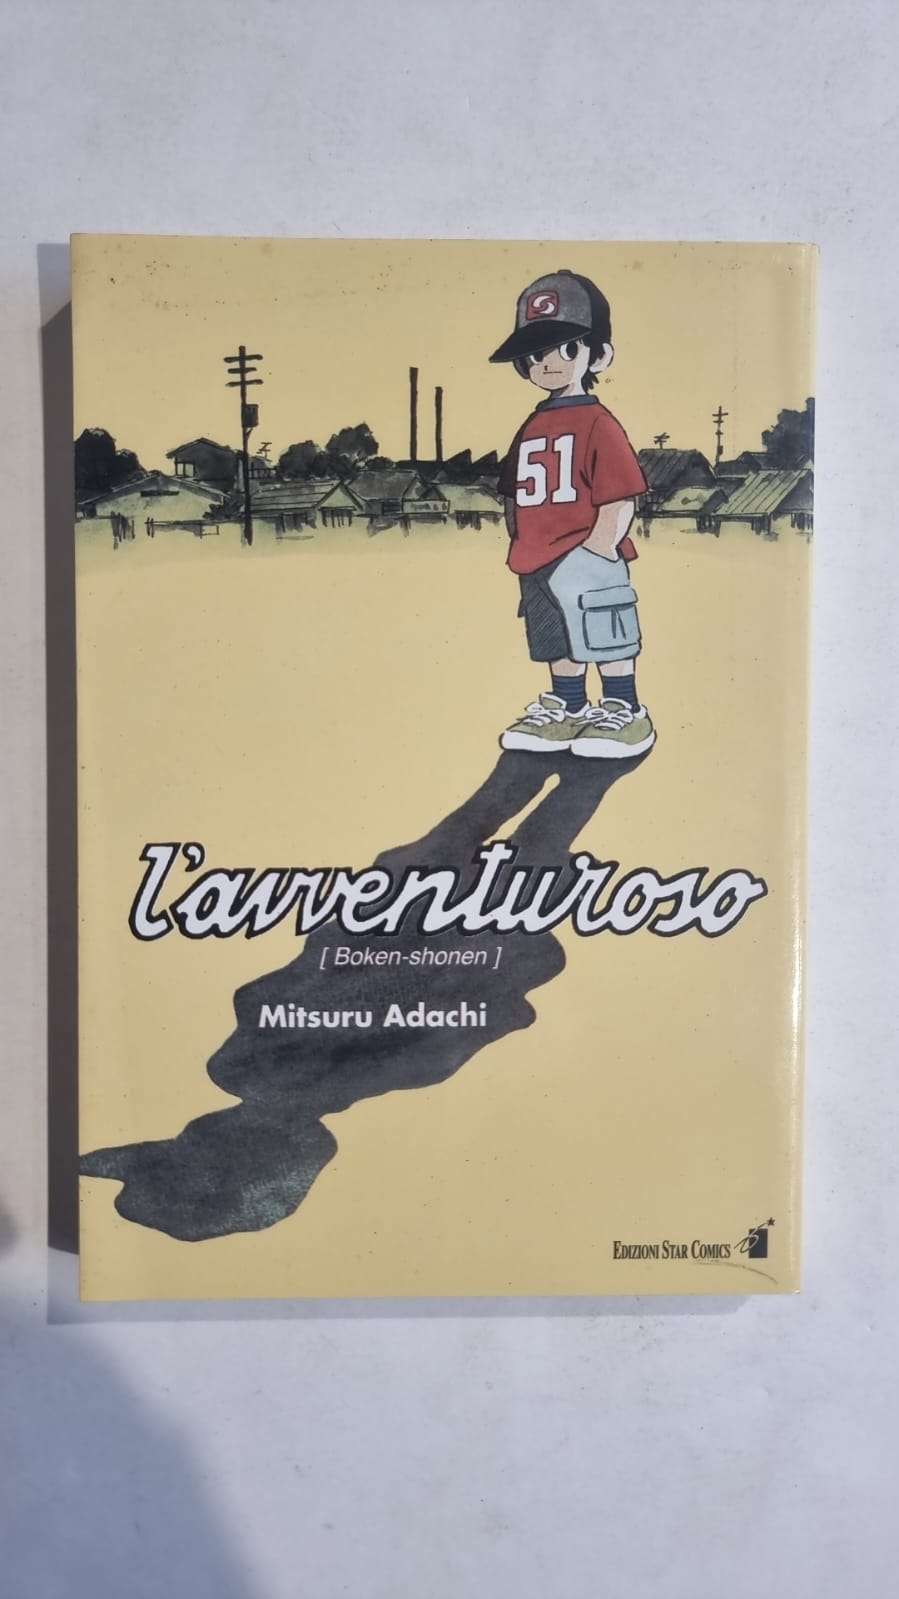 51
l'avventuroso
[ Boken-shonen ]
Mitsuru Adachi
EDIZIONI STAR COMICS